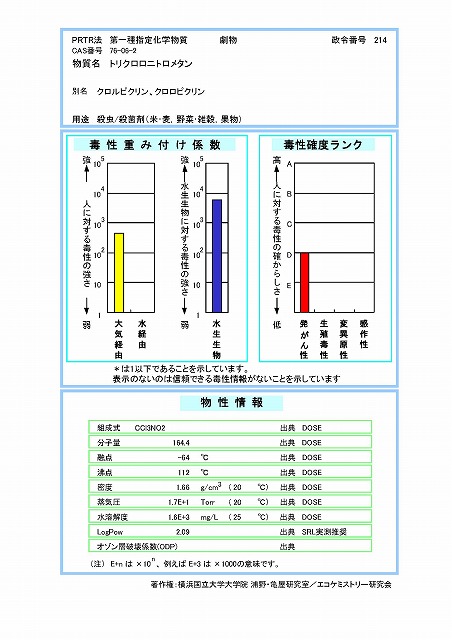 PRTR法 第一種指定化学物質 劇物 政令番号 214
CAS番号 76-06-2
物質名 トリクロロニトロメタン
別名 クロルピクリン、クロロピクリン
用途 殺虫/殺菌剤(米・麦, 野菜・雑穀, 果物)
毒性重み付け係数
強 10^5 10^4 10^3 10^2 10 1 弱
人に対する毒性の強さ
大気経由 水経由
強 10^5 10^4 10^3 10^2 10 1 弱
水生生物に対する毒性の強さ
水生生物
毒性確度ランク
高 A B C D E 低
人に対する毒性の確からしさ
発がん性 生殖毒性 変異原性 感作性
*は1以下であることを示しています。
表示のないのは信頼できる毒性情報がないことを示しています
物性情報
組成式 CCl3NO2 出典 DOSE
分子量 164.4 出典 DOSE
融点 -64 ℃ 出典 DOSE
沸点 112 ℃ 出典 DOSE
密度 1.66 g/cm3 (20 ℃) 出典 DOSE
蒸気圧 1.7E+1 Torr (20 ℃) 出典 DOSE
水溶解度 1.6E+3 mg/L (25 ℃) 出典 DOSE
LogPow 2.09 出典 SRL実測推奨
オゾン層破壊係数(ODP) 出典
(注) E+n は ×10^n、例えば E+3 は ×1000の意味です。
著作権:横浜国立大学大学院 浦野・亀屋研究室/エコケミストリー研究会